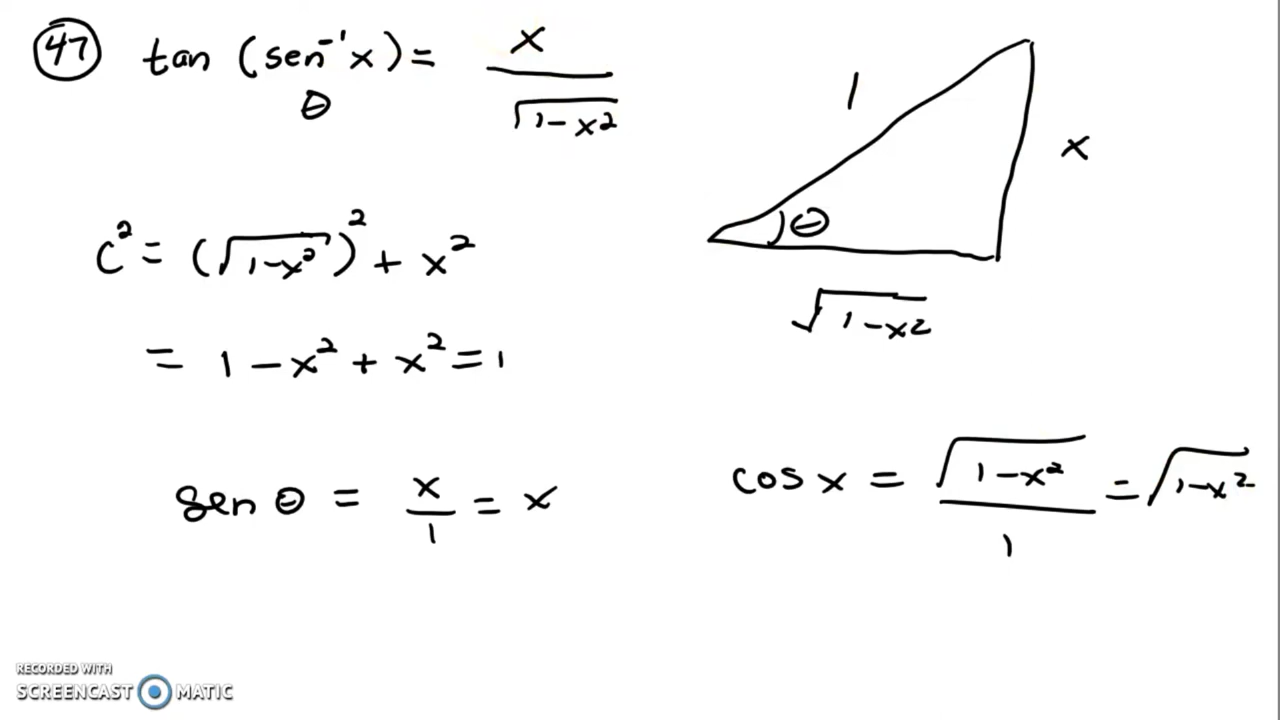 47 tan (sen⁻¹x) = x / √1-x²
θ
1
x
θ
√1-x²
c² = (√1-x²)² + x²
= 1 - x² + x² = 1
sen θ = x/1 = x
cos x = √1-x² / 1 = √1-x²
RECORDED WITH
SCREENCAST MATIC